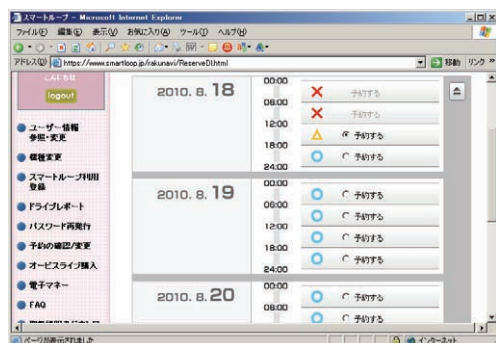 スマートループ - Microsoft Internet Explorer
ファイル(F) 編集(E) 表示(V) お気に入り(A) ツール(T) ヘルプ(H)
アドレス(D) https://www.smartloop.jp/rakunavi/ReserveDl.html 移動 リンク »
こんにちは
logout
ユーザー情報
参照・変更
機種変更
スマートループ利用
登録
ドライブレポート
パスワード再発行
予約の確認/変更
オービスライブ購入
電子マネー
FAQ
2010. 8. 18
00:00
予約する
06:00
予約する
12:00
予約する
18:00
予約する
24:00
2010. 8. 19
00:00
予約する
06:00
予約する
12:00
予約する
18:00
予約する
24:00
2010. 8. 20
00:00
予約する
06:00
予約する
ページが表示されました
インターネット